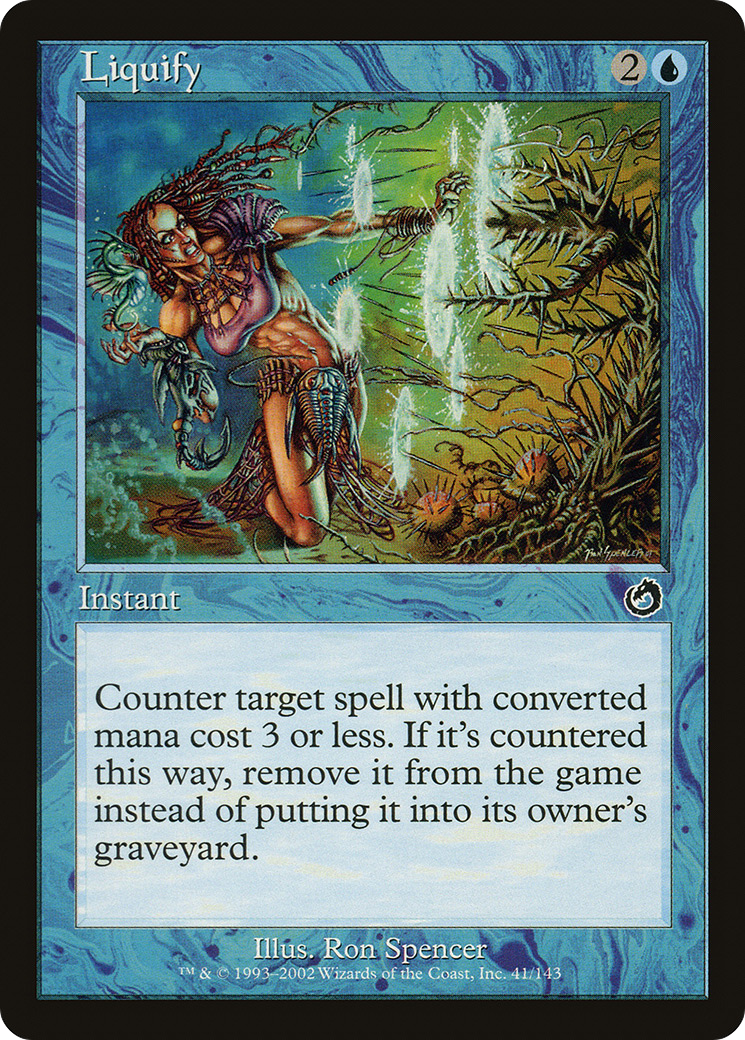 Liquify 2
Instant
Counter target spell with converted
mana cost 3 or less. If it's countered
this way, remove it from the game
instead of putting it into its owner's
graveyard.
Illus. Ron Spencer
™ & © 1993–2002 Wizards of the Coast, Inc. 41/143